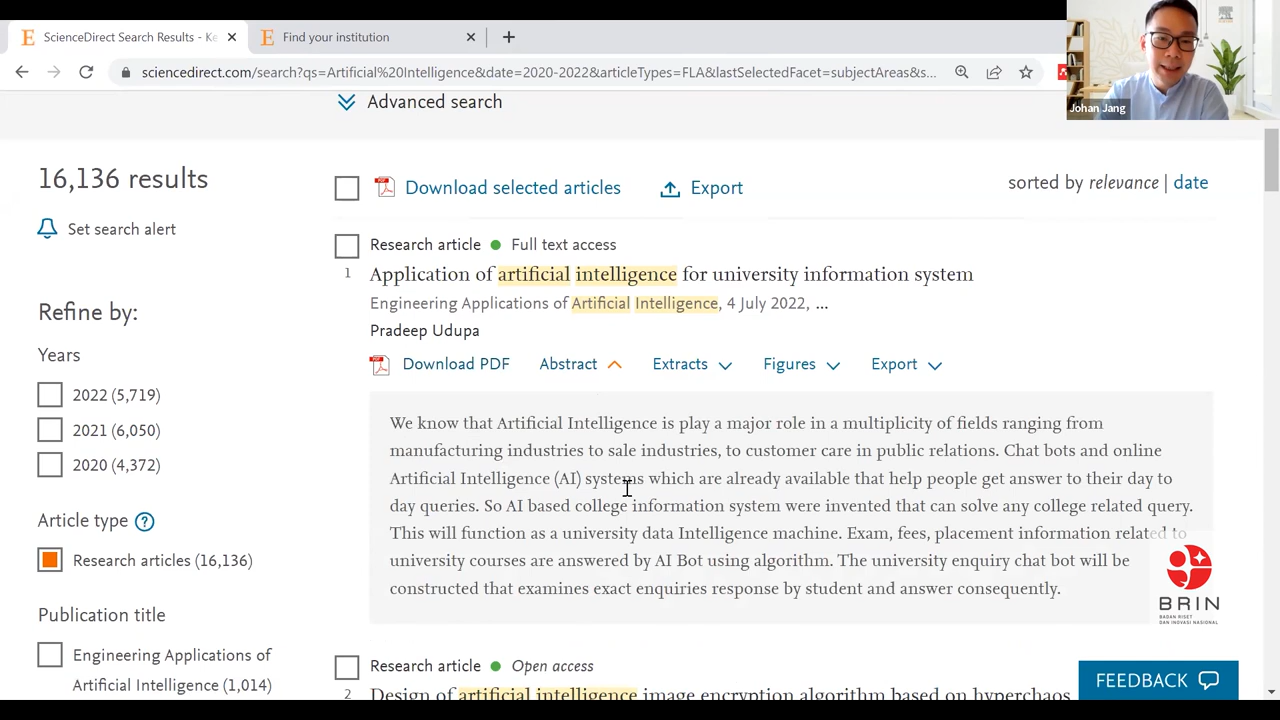 ScienceDirect Search Results - Ke
Find your institution
sciencedirect.com/search?qs=Artificial%20Intelligence&date=2020-2022&articleTypes=FLA&lastSelectedFacet=subjectAreas&s...
Johan Jang
Advanced search
16,136 results
Set search alert
Refine by:
Years
2022 (5,719)
2021 (6,050)
2020 (4,372)
Article type ?
Research articles (16,136)
Publication title
Engineering Applications of
Artificial Intelligence (1,014)
Download selected articles
Export
sorted by relevance | date
Research article Full text access
1 Application of artificial intelligence for university information system
Engineering Applications of Artificial Intelligence, 4 July 2022, ...
Pradeep Udupa
Download PDF Abstract Extracts Figures Export
We know that Artificial Intelligence is play a major role in a multiplicity of fields ranging from
manufacturing industries to sale industries, to customer care in public relations. Chat bots and online
Artificial Intelligence (AI) systems which are already available that help people get answer to their day to
day queries. So AI based college information system were invented that can solve any college related query.
This will function as a university data Intelligence machine. Exam, fees, placement information related to
university courses are answered by AI Bot using algorithm. The university enquiry chat bot will be
constructed that examines exact enquiries response by student and answer consequently.
BRIN
BADAN RISET
DAN INOVASI NASIONAL
Research article Open access
2 Design of artificial intelligence image encryption algorithm based on hyperchaos
FEEDBACK